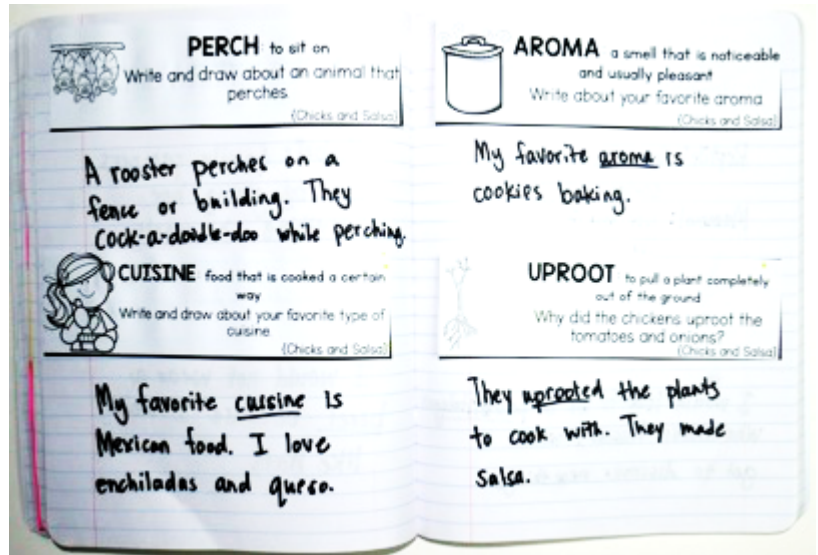 PERCH to sit on
Write and draw about an animal that
perches
(Chicks and Salsa)
A rooster perches on a
fence or building. They
cock-a-doodle-doo while perching.
CUISINE food that is cooked a certain
way
Write and draw about your favorite type of
cuisine
(Chicks and Salsa)
My favorite cuisine is
Mexican food. I love
enchiladas and queso.
AROMA a smell that is noticeable
and usually pleasant
Write about your favorite aroma
(Chicks and Salsa)
My favorite aroma is
cookies baking.
UPROOT to pull a plant completely
out of the ground
Why did the chickens uproot the
tomatoes and onions?
(Chicks and Salsa)
They uprooted the plants
to cook with. They made
salsa.